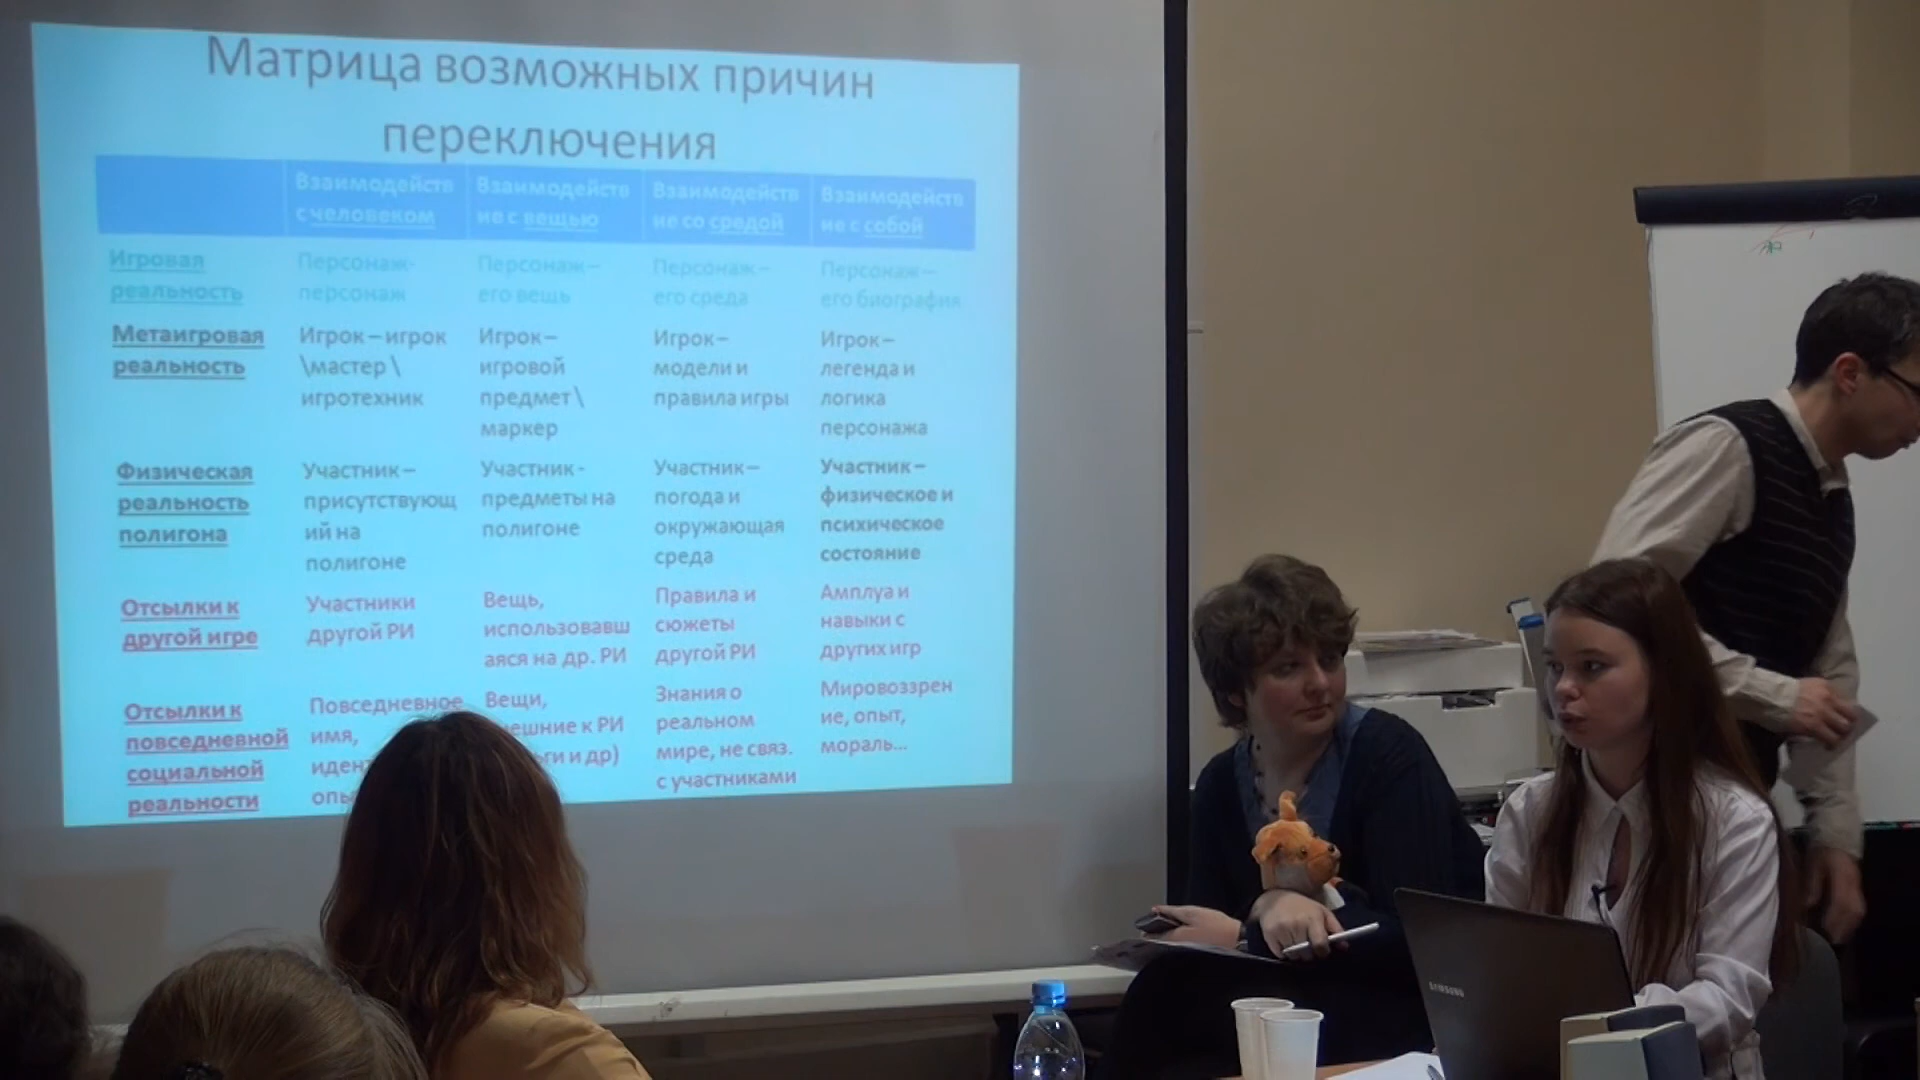 Матрица возможных причин
переключения
Взаимодейств
с человеком
Взаимодейств
ие с вещью
Взаимодейств
ие со средой
Взаимодейств
ие с собой
Игровая
реальность
Персонаж-
персонаж
Персонаж –
его вещь
Персонаж –
его среда
Персонаж –
его биография
Метаигровая
реальность
Игрок – игрок
\мастер \
игротехник
Игрок –
игровой
предмет \
маркер
Игрок –
модели и
правила игры
Игрок –
легенда и
логика
персонажа
Физическая
реальность
полигона
Участник –
присутствующ
ий на
полигоне
Участник -
предметы на
полигоне
Участник –
погода и
окружающая
среда
Участник –
физическое и
психическое
состояние
Отсылки к
другой игре
Участники
другой РИ
Вещь,
использовавш
аяся на др. РИ
Правила и
сюжеты
другой РИ
Амплуа и
навыки с
других игр
Отсылки к
повседневной
социальной
реальности
Повседневное
имя,
Вещи,
к РИ
и др)
Знания о
реальном
мире, не связ.
с участниками
Мировоззрен
ие, опыт,
мораль...
SAMSUNG